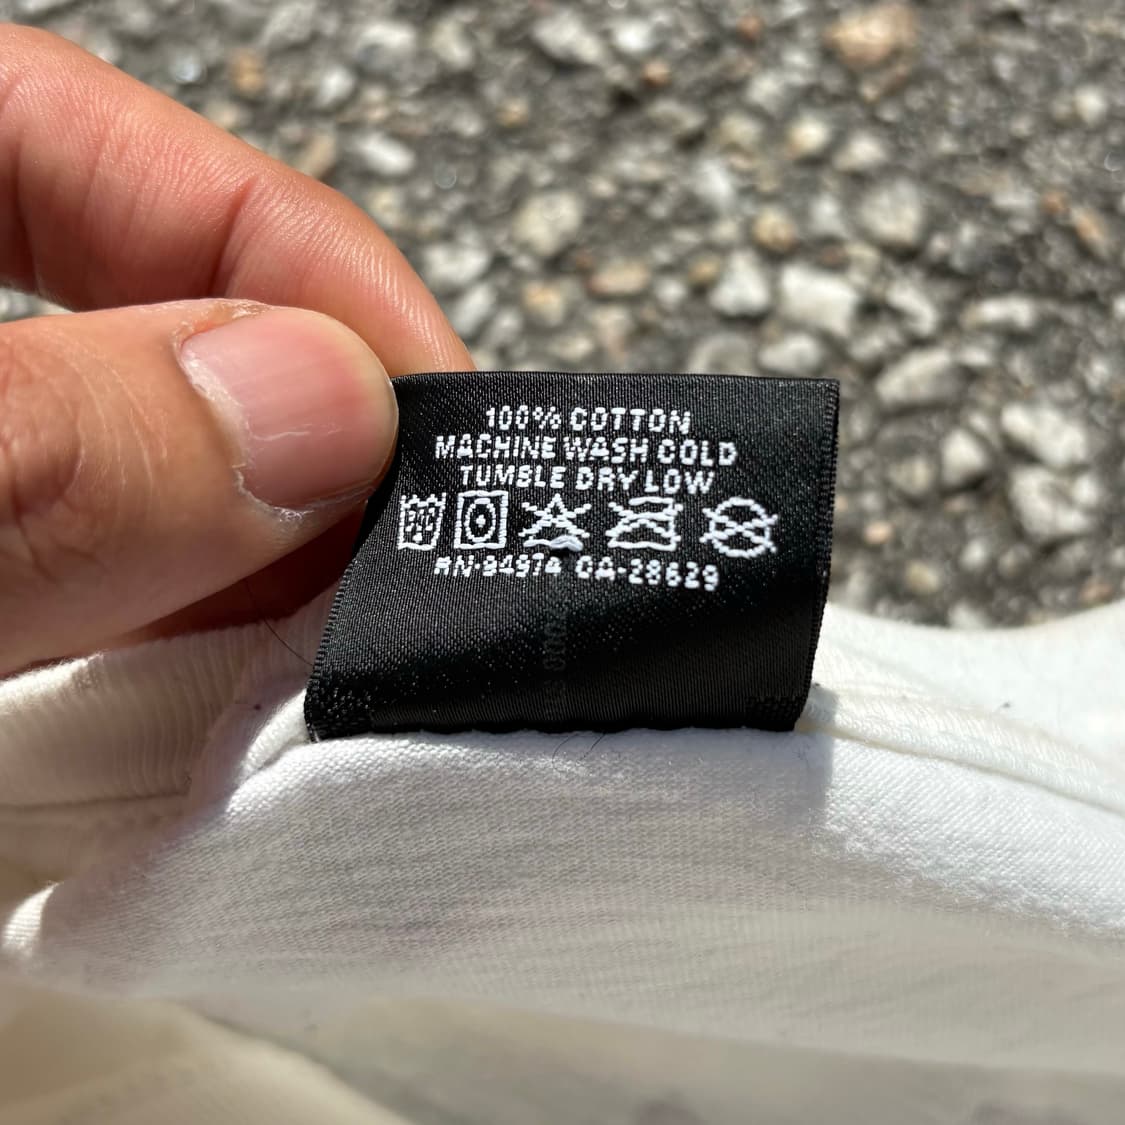 100% COTTON
MACHINE WASH COLD
TUMBLE DRY LOW
RN-94974 CA-28629